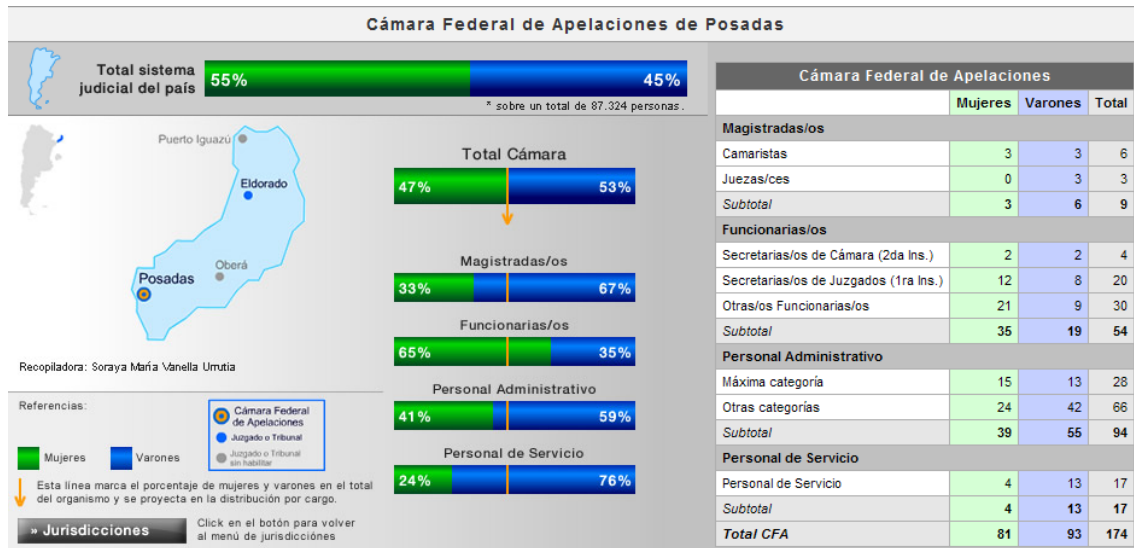 Cámara Federal de Apelaciones de Posadas
Total sistema
judicial del país
55%
45%
* sobre un total de 87.324 personas.
Puerto Iguazú
Eldorado
Oberá
Posadas
Recopiladora: Soraya María Vanella Urrutia
Referencias:
Mujeres
Varones
Cámara Federal
de Apelaciones
Juzgado o Tribunal
Juzgado o Tribunal
sin habilitar
Esta línea marca el porcentaje de mujeres y varones en el total
del organismo y se proyecta en la distribución por cargo.
» Jurisdicciones
Click en el botón para volver
al menú de jurisdicciónes
Total Cámara
47% 53%
Magistradas/os
33% 67%
Funcionarias/os
65% 35%
Personal Administrativo
41% 59%
Personal de Servicio
24% 76%
Cámara Federal de Apelaciones
Mujeres Varones Total
Magistradas/os
Camaristas 3 3 6
Juezas/ces 0 3 3
Subtotal 3 6 9
Funcionarias/os
Secretarias/os de Cámara (2da Ins.) 2 2 4
Secretarias/os de Juzgados (1ra Ins.) 12 8 20
Otras/os Funcionarias/os 21 9 30
Subtotal 35 19 54
Personal Administrativo
Máxima categoría 15 13 28
Otras categorías 24 42 66
Subtotal 39 55 94
Personal de Servicio
Personal de Servicio 4 13 17
Subtotal 4 13 17
Total CFA 81 93 174